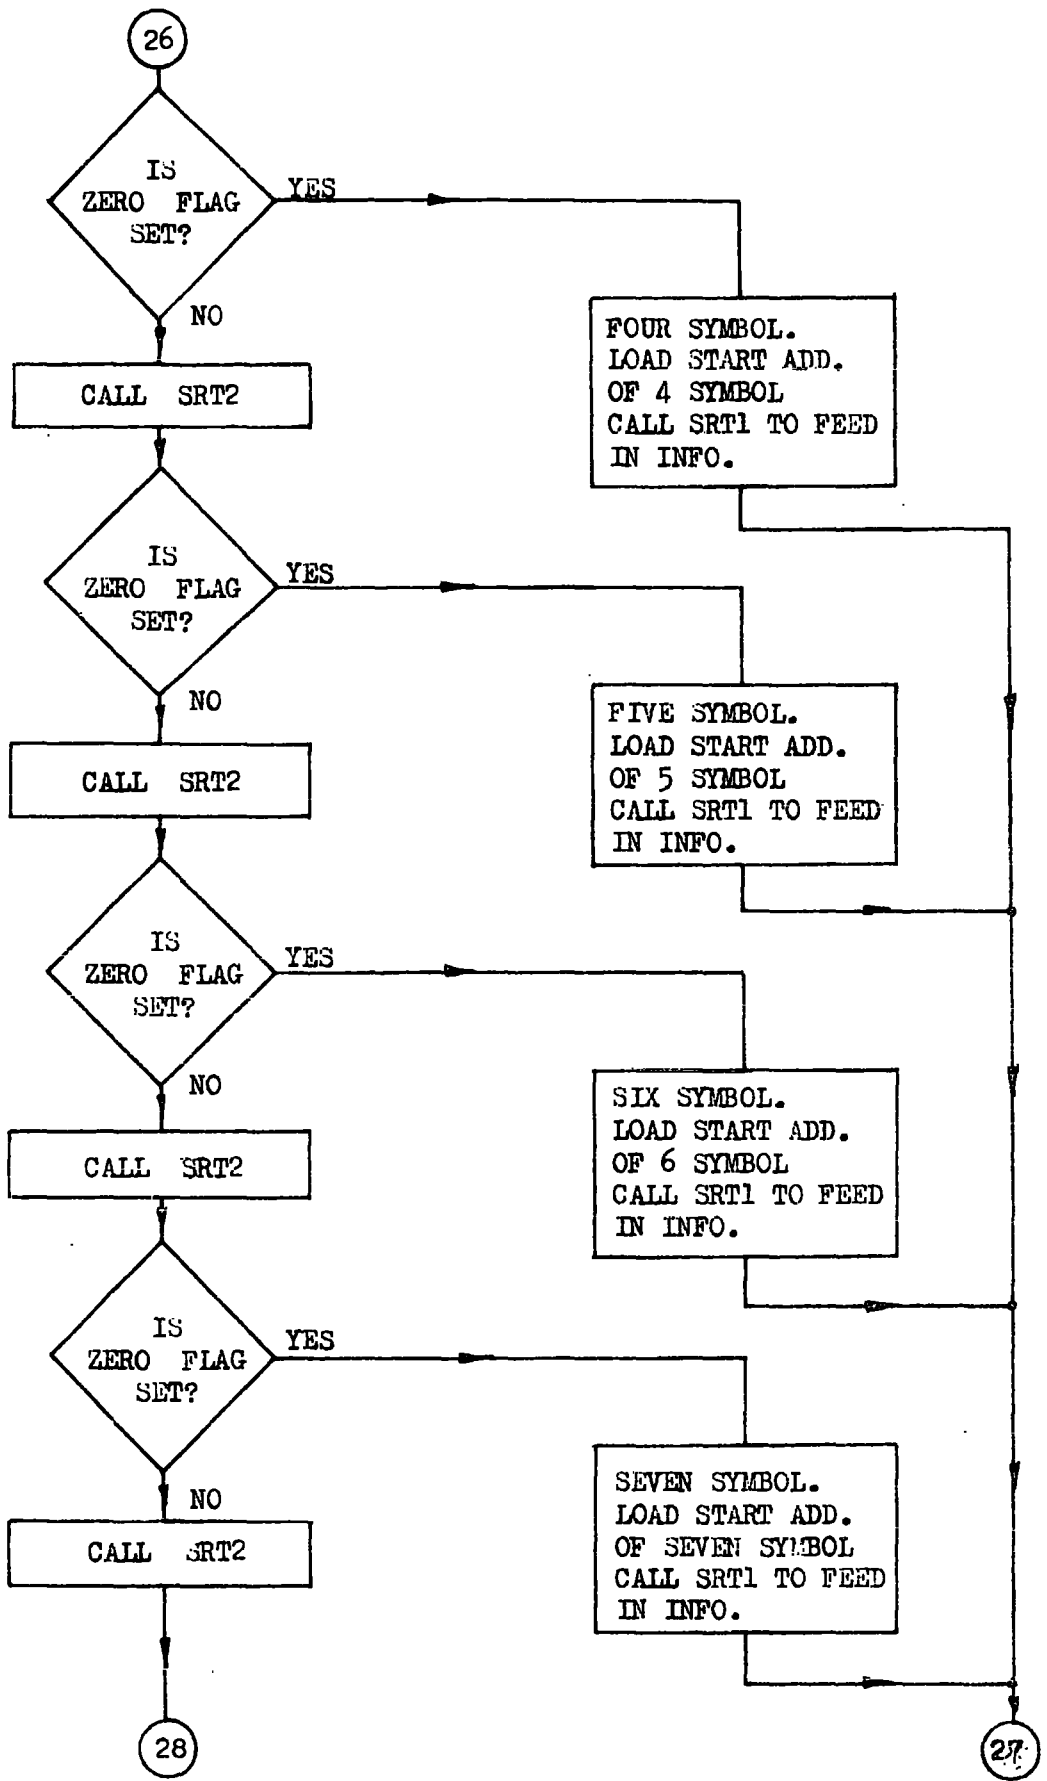 26
IS
ZERO FLAG
SET?
YES
NO
FOUR SYMBOL.
LOAD START ADD.
OF 4 SYMBOL
CALL SRT1 TO FEED
IN INFO.
CALL SRT2
IS
ZERO FLAG
SET?
YES
NO
FIVE SYMBOL.
LOAD START ADD.
OF 5 SYMBOL
CALL SRT1 TO FEED
IN INFO.
CALL SRT2
IS
ZERO FLAG
SET?
YES
NO
SIX SYMBOL.
LOAD START ADD.
OF 6 SYMBOL
CALL SRT1 TO FEED
IN INFO.
CALL SRT2
IS
ZERO FLAG
SET?
YES
NO
SEVEN SYMBOL.
LOAD START ADD.
OF SEVEN SYMBOL
CALL SRT1 TO FEED
IN INFO.
CALL SRT2
28
27